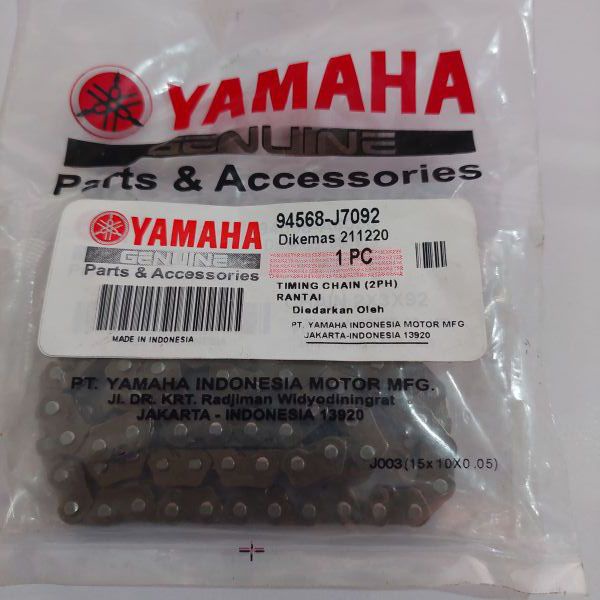 YAMAHA
GENUINE
Parts & Accessories
YAMAHA
GENUINE
Parts & Accessories
MADE IN INDONESIA
94568-J7092
Dikemas 211220
1 PC
TIMING CHAIN (2PH)
RANTAI
Diedarkan Oleh
PT. YAMAHA INDONESIA MOTOR MFG
JAKARTA-INDONESIA 13920
PT. YAMAHA INDONESIA MOTOR MFG.
Jl. DR. KRT. Radjiman Widyodiningrat
JAKARTA - INDONESIA 13920
J003 (15x10X0.05)